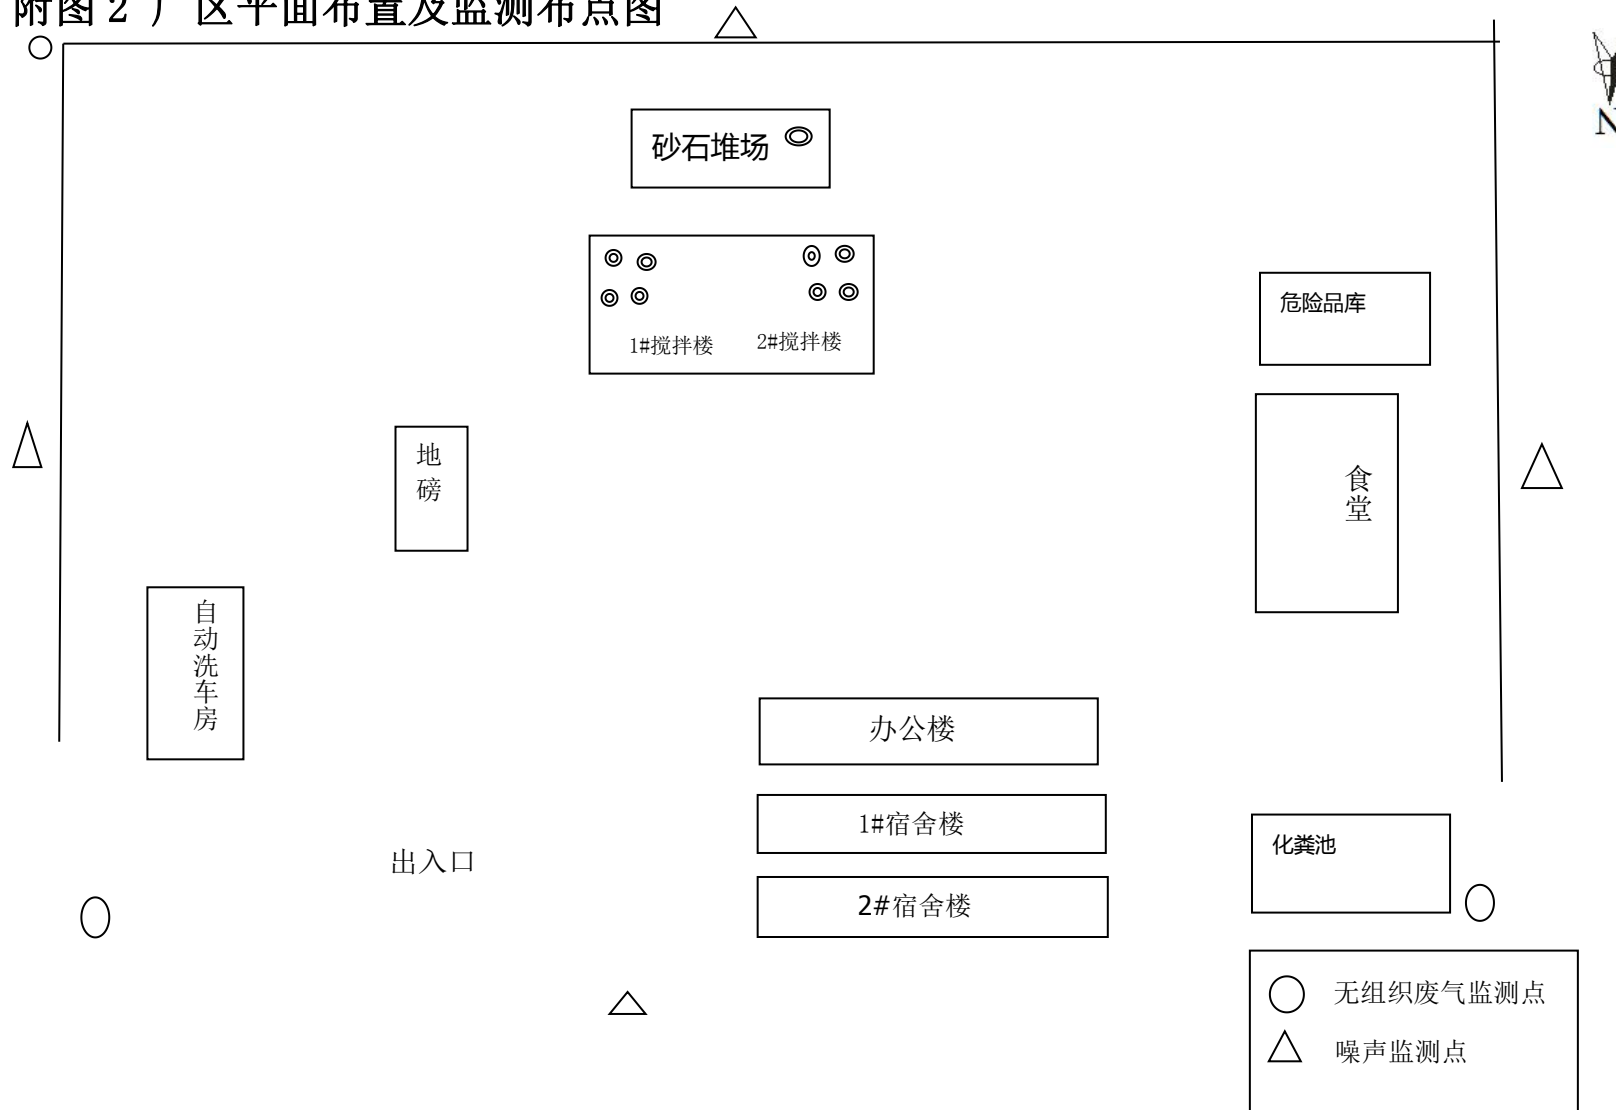 附图 2 厂区平面布置及监测布点图
N
砂石堆场
1#搅拌楼
2#搅拌楼
危险品库
地磅
食堂
自动洗车房
办公楼
1#宿舍楼
出入口
化粪池
2#宿舍楼
无组织废气监测点
噪声监测点